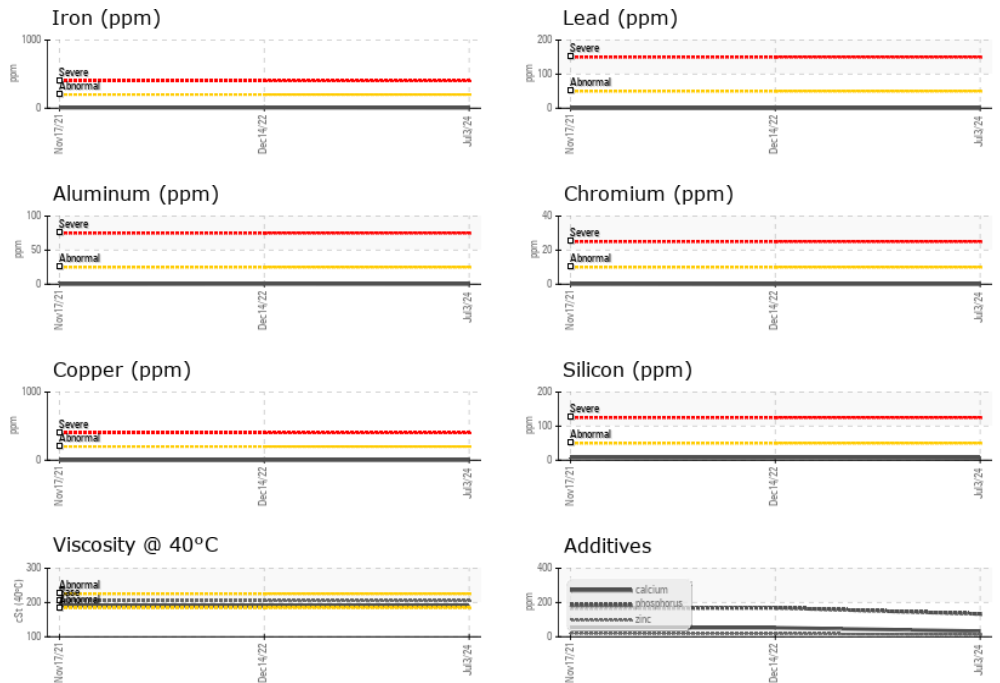 Iron (ppm)
1000
500
0
ppm
Severe
Abnormal
Nov17/21
Dec14/22
Jul3/24
Lead (ppm)
200
100
0
ppm
Severe
Abnormal
Nov17/21
Dec14/22
Jul3/24
Aluminum (ppm)
100
50
0
ppm
Severe
Abnormal
Nov17/21
Dec14/22
Jul3/24
Chromium (ppm)
40
20
0
ppm
Severe
Abnormal
Nov17/21
Dec14/22
Jul3/24
Copper (ppm)
1000
500
0
ppm
Severe
Abnormal
Nov17/21
Dec14/22
Jul3/24
Silicon (ppm)
200
100
0
ppm
Severe
Abnormal
Nov17/21
Dec14/22
Jul3/24
Viscosity @ 40°C
300
200
100
cSt (40°C)
Abnormal
Base
Abnormal
Nov17/21
Dec14/22
Jul3/24
Additives
400
200
0
ppm
calcium
phosphorus
zinc
Nov17/21
Dec14/22
Jul3/24